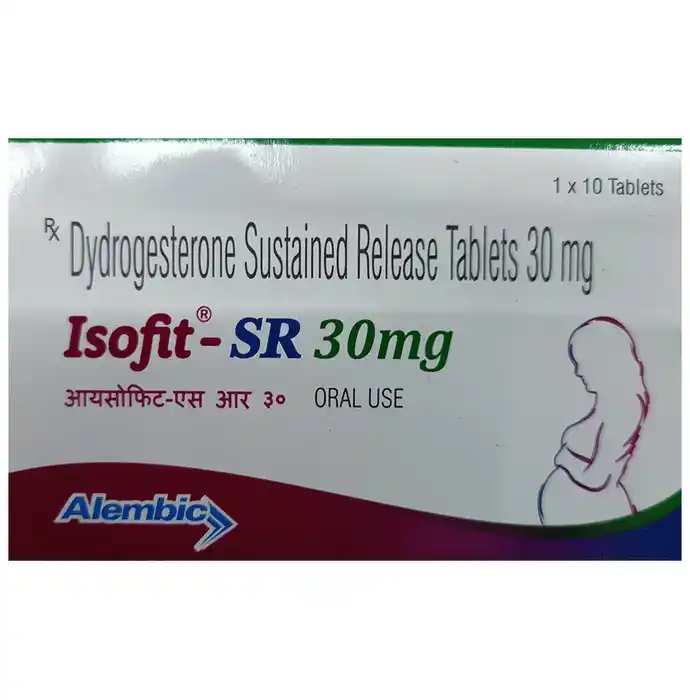 1 x 10 Tablets
Rx Dydrogesterone Sustained Release Tablets 30 mg
Isofit®-SR 30mg
आयसोफिट-एस आर ३० ORAL USE
Alembic